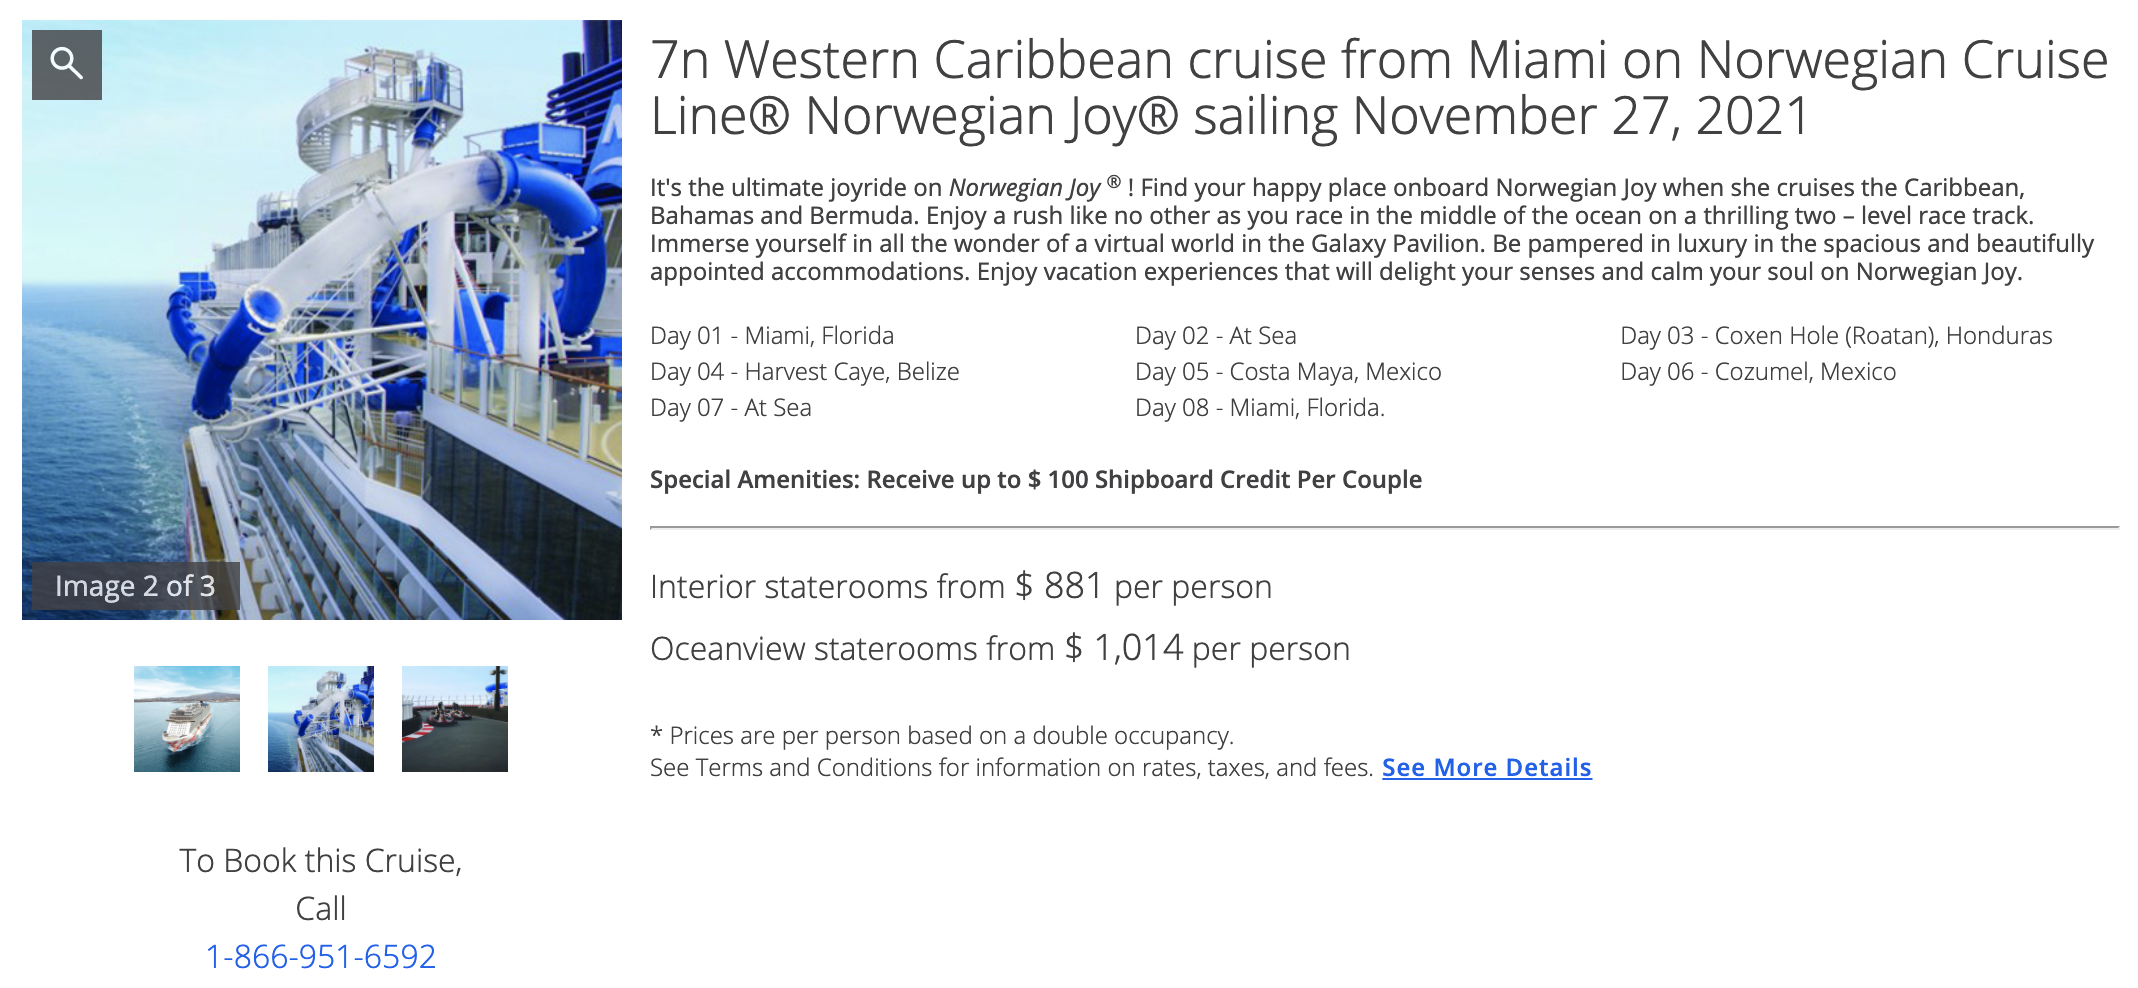 7n Western Caribbean cruise from Miami on Norwegian Cruise
Line® Norwegian Joy® sailing November 27, 2021
It's the ultimate joyride on Norwegian Joy ® ! Find your happy place onboard Norwegian Joy when she cruises the Caribbean,
Bahamas and Bermuda. Enjoy a rush like no other as you race in the middle of the ocean on a thrilling two – level race track.
Immerse yourself in all the wonder of a virtual world in the Galaxy Pavilion. Be pampered in luxury in the spacious and beautifully
appointed accommodations. Enjoy vacation experiences that will delight your senses and calm your soul on Norwegian Joy.
Day 01 - Miami, Florida
Day 02 - At Sea
Day 03 - Coxen Hole (Roatan), Honduras
Day 04 - Harvest Caye, Belize
Day 05 - Costa Maya, Mexico
Day 06 - Cozumel, Mexico
Day 07 - At Sea
Day 08 - Miami, Florida.
Special Amenities: Receive up to $ 100 Shipboard Credit Per Couple
Interior staterooms from $ 881 per person
Oceanview staterooms from $ 1,014 per person
* Prices are per person based on a double occupancy.
See Terms and Conditions for information on rates, taxes, and fees. See More Details
Image 2 of 3
To Book this Cruise,
Call
1-866-951-6592